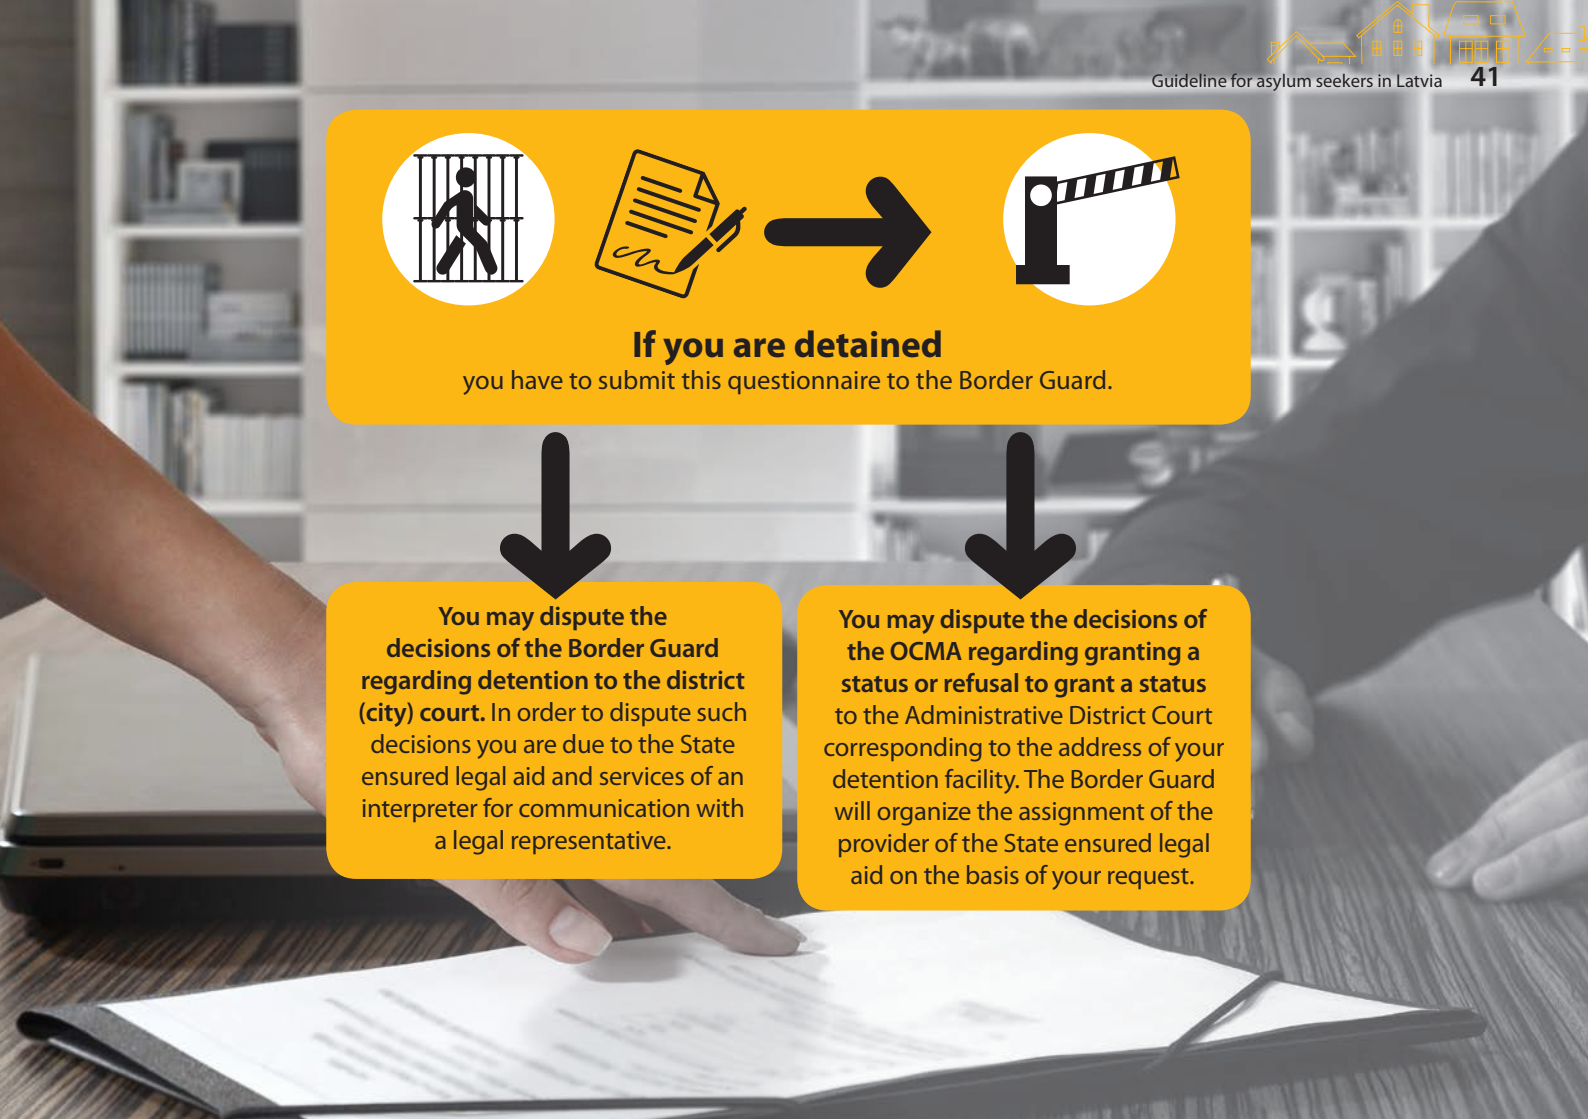 Guideline for asylum seekers in Latvia 41
If you are detained
you have to submit this questionnaire to the Border Guard.
You may dispute the
decisions of the Border Guard
regarding detention to the district
(city) court. In order to dispute such
decisions you are due to the State
ensured legal aid and services of an
interpreter for communication with
a legal representative.
You may dispute the decisions of
the OCMA regarding granting a
status or refusal to grant a status
to the Administrative District Court
corresponding to the address of your
detention facility. The Border Guard
will organize the assignment of the
provider of the State ensured legal
aid on the basis of your request.